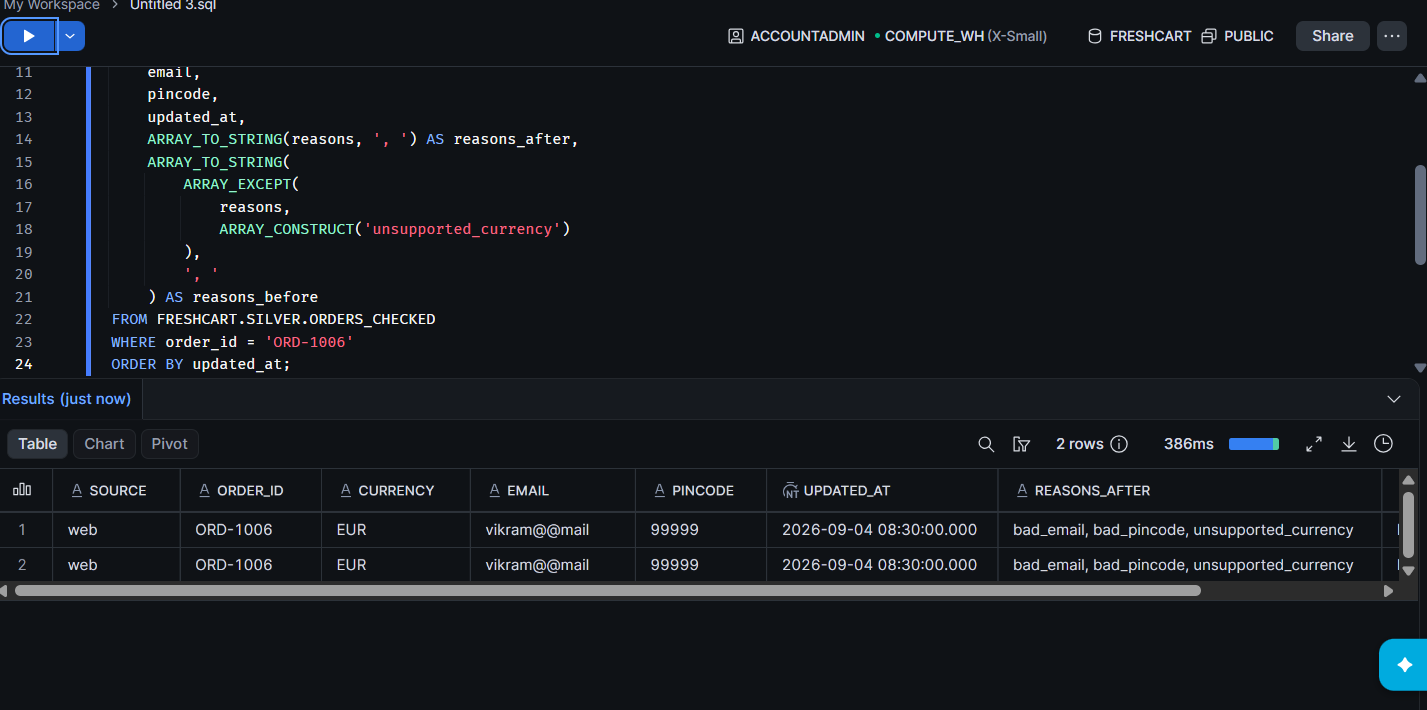 My Workspace > Untitled 3.sql
ACCOUNTADMIN COMPUTE_WH (X-Small) FRESHCART PUBLIC Share ...
11 email,
12 pincode,
13 updated_at,
14 ARRAY_TO_STRING(reasons, ', ') AS reasons_after,
15 ARRAY_TO_STRING(
16 ARRAY_EXCEPT(
17 reasons,
18 ARRAY_CONSTRUCT('unsupported_currency')
19 ),
20 ', '
21 ) AS reasons_before
22 FROM FRESHCART.SILVER.ORDERS_CHECKED
23 WHERE order_id = 'ORD-1006'
24 ORDER BY updated_at;
Results (just now)
Table Chart Pivot 2 rows 386ms
A SOURCE A ORDER_ID A CURRENCY A EMAIL A PINCODE NT UPDATED_AT A REASONS_AFTER
1 web ORD-1006 EUR vikram@@mail 99999 2026-09-04 08:30:00.000 bad_email, bad_pincode, unsupported_currency
2 web ORD-1006 EUR vikram@@mail 99999 2026-09-04 08:30:00.000 bad_email, bad_pincode, unsupported_currency